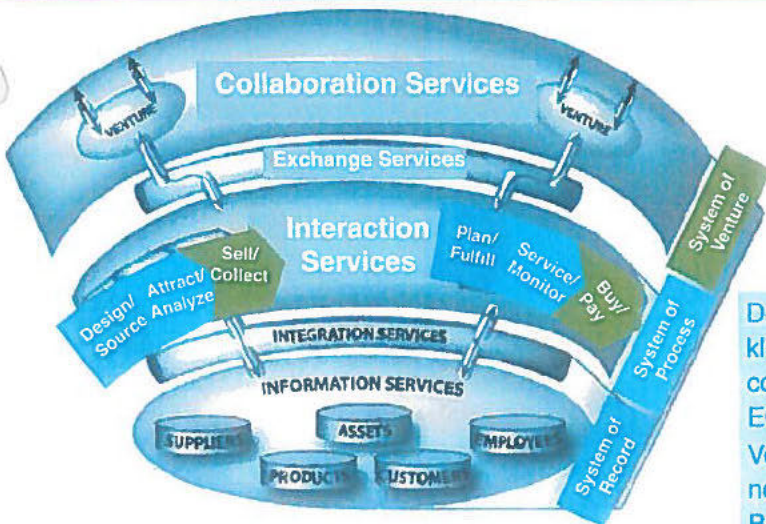 Collaboration Services
VENTURE
VENTURE
Exchange Services
Interaction
Services
Design/
Source
Attract/
Analyze
Sell/
Collect
Plan/
Fulfill
Service/
Monitor
Buy/
Pay
INTEGRATION SERVICES
INFORMATION SERVICES
SUPPLIERS
ASSETS
EMPLOYEES
PRODUCTS
CUSTOMERS
System of
Venture
System of
Process
System of
Record